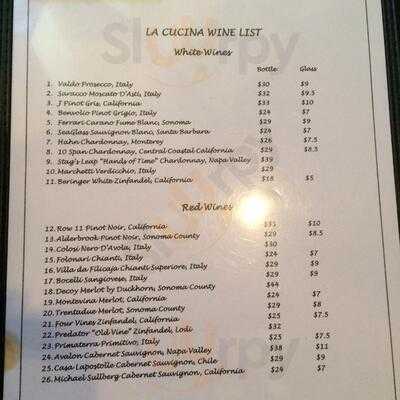 LA CUCINA WINE LIST
White Wines
Bottle Glass
1. Valdo Prosecco, Italy $30 $9
2. Saracco Moscato D'Asti, Italy $32 $9.5
3. J Pinot Gris, California $33 $10
4. Benvolio Pinot Grigio, Italy $24 $7
5. Ferrari Carano Fume Blanc, Sonoma $29 $9
6. SeaGlass Sauvignon Blanc, Santa Barbara $24 $7
7. Hahn Chardonnay, Monterey $26 $7.5
8. 10 Span Chardonnay, Central Coastal California $29 $8.5
9. Stag's Leap "Hands of Time" Chardonnay, Napa Valley $39
10. Marchetti Verdicchio, Italy $29
11. Beringer White Zinfandel, California $18 $5
Red Wines
12. Row 11 Pinot Noir, California $35 $10
13. Alderbrook Pinot Noir, Sonoma County $29 $8.5
14. Colosi Nero D'Avola, Italy $30
15. Folonari Chianti, Italy $24 $7
16. Villa da Filicaja Chianti Superiore, Italy $29 $9
17. Bocelli Sangiovese, Italy $29 $9
18. Decoy Merlot by Duckhorn, Sonoma County $44
19. Montevina Merlot, California $24 $7
20. Trentadue Merlot, Sonoma County $29 $8
21. Four Vines Zinfandel, California $25 $7.5
22. Predator "Old Vine" Zinfandel, Lodi $32
23. Primaterra Primitivo, Italy $25 $7.5
24. Avalon Cabernet Sauvignon, Napa Valley $38 $11
25. Casa Lapostolle Cabernet Sauvignon, Chile $29 $9
26. Michael Sullberg Cabernet Sauvignon, California $24 $7